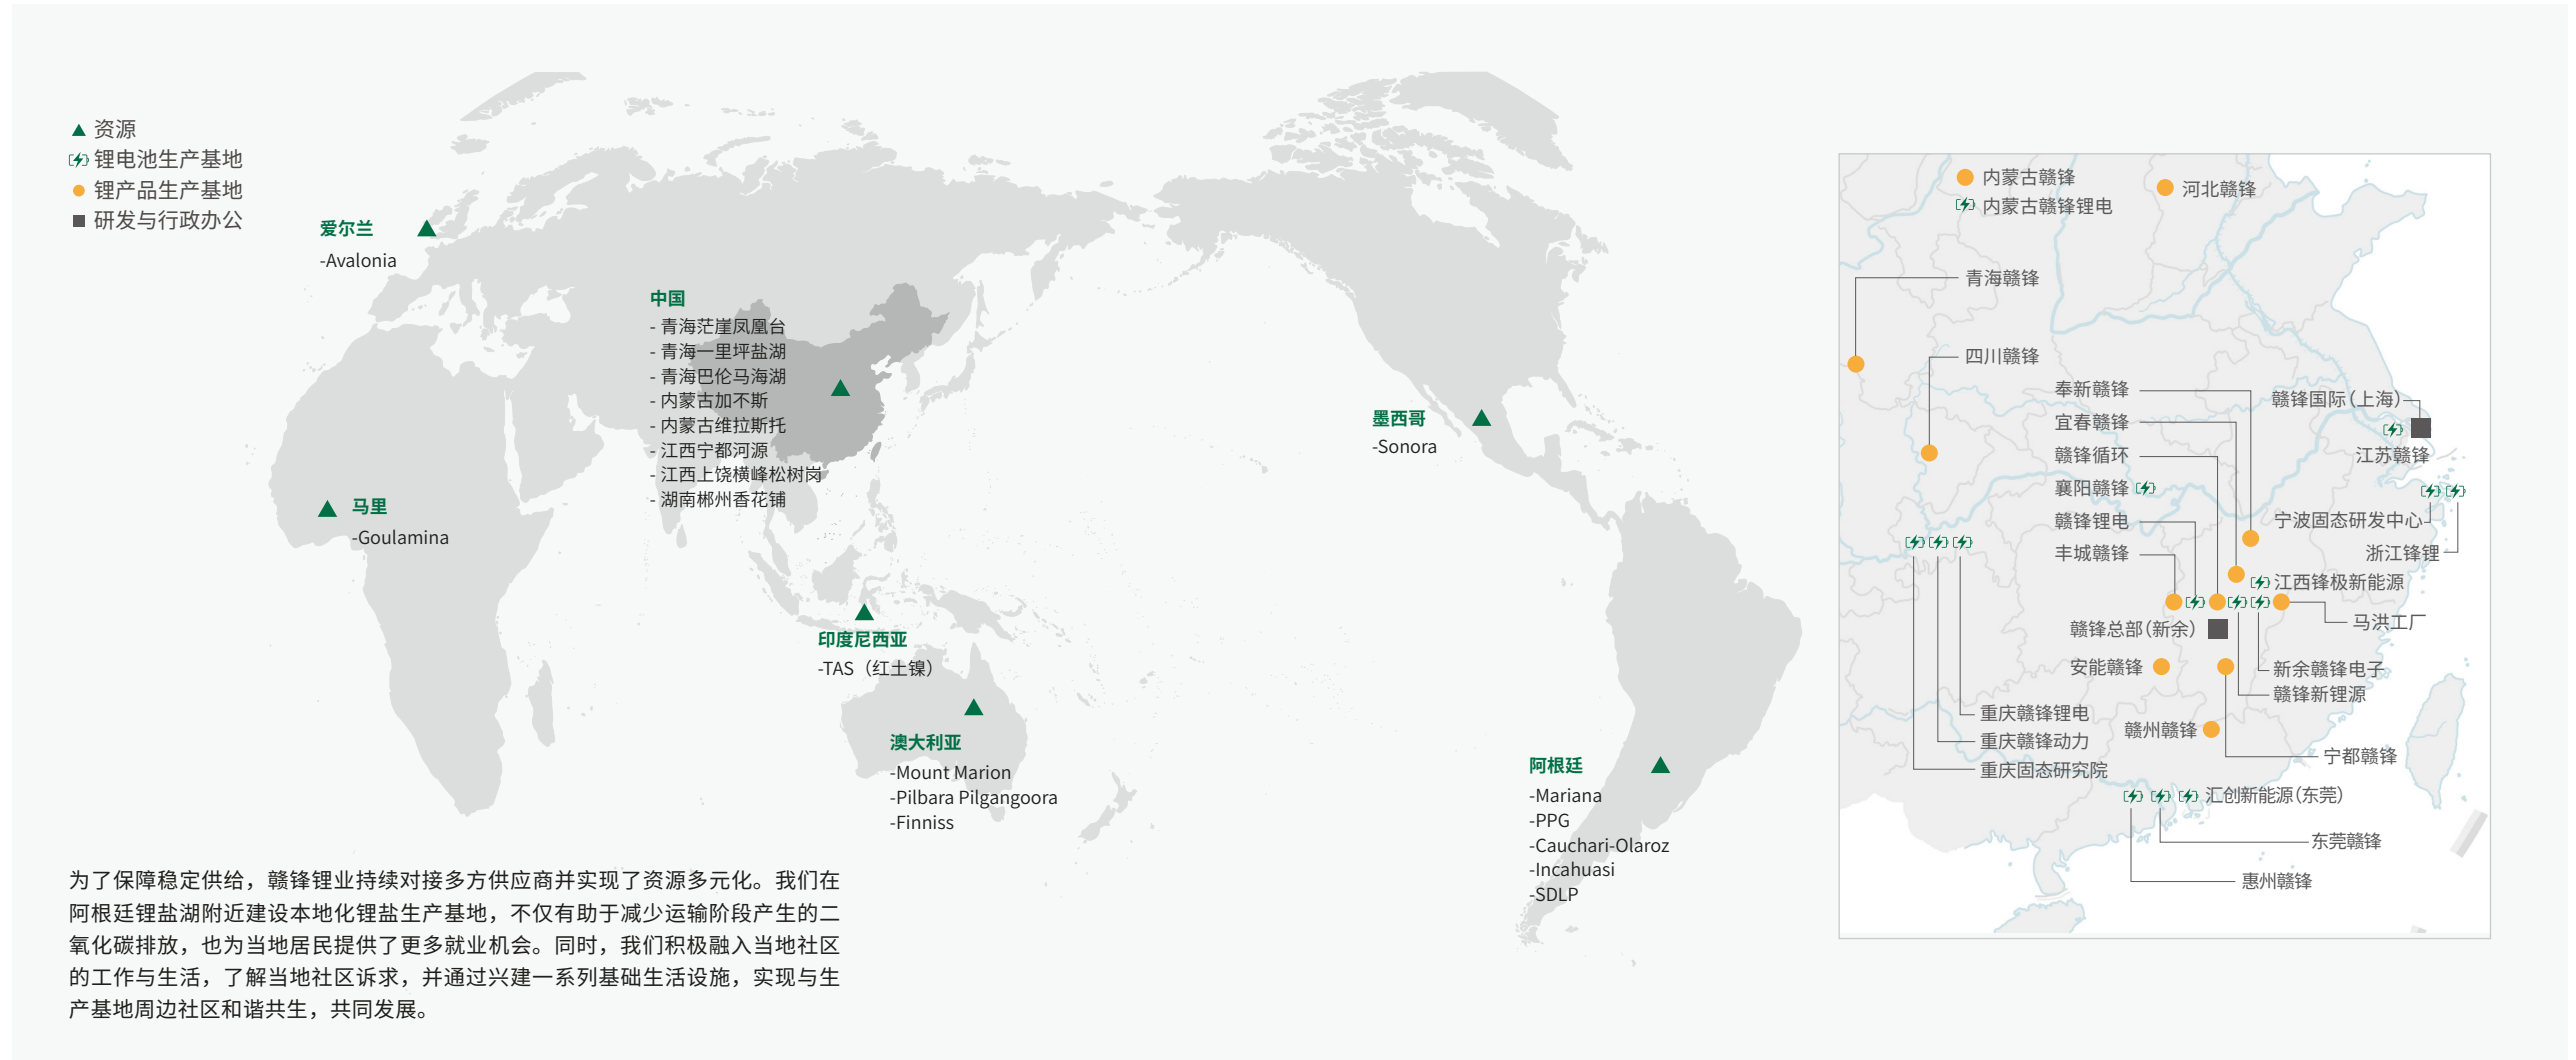 资源
锂电池生产基地
锂产品生产基地
研发与行政办公
爱尔兰
-Avalonia
中国
- 青海茫崖凤凰台
- 青海一里坪盐湖
- 青海巴伦马海湖
- 内蒙古加不斯
- 内蒙古维拉斯托
- 江西宁都河源
- 江西上饶横峰松树岗
- 湖南郴州香花铺
马里
-Goulamina
印度尼西亚
-TAS（红土镍）
澳大利亚
-Mount Marion
-Pilbara Pilgangoora
-Finniss
墨西哥
-Sonora
阿根廷
-Mariana
-PPG
-Cauchari-Olaroz
-Incahuasi
-SDLP
内蒙古赣锋
内蒙古赣锋锂电
河北赣锋
青海赣锋
四川赣锋
奉新赣锋
宜春赣锋
赣锋循环
襄阳赣锋
赣锋锂电
丰城赣锋
赣锋国际（上海）
江苏赣锋
宁波固态研发中心
浙江锋锂
江西锋极新能源
马洪工厂
赣锋总部（新余）
安能赣锋
新余赣锋电子
赣锋新锂源
重庆赣锋锂电
重庆赣锋动力
重庆固态研究院
赣州赣锋
宁都赣锋
汇创新能源（东莞）
东莞赣锋
惠州赣锋
为了保障稳定供给，赣锋锂业持续对接多方供应商并实现了资源多元化。我们在
阿根廷锂盐湖附近建设本地化锂盐生产基地，不仅有助于减少运输阶段产生的二
氧化碳排放，也为当地居民提供了更多就业机会。同时，我们积极融入当地社区
的工作与生活，了解当地社区诉求，并通过兴建一系列基础生活设施，实现与生
产基地周边社区和谐共生，共同发展。